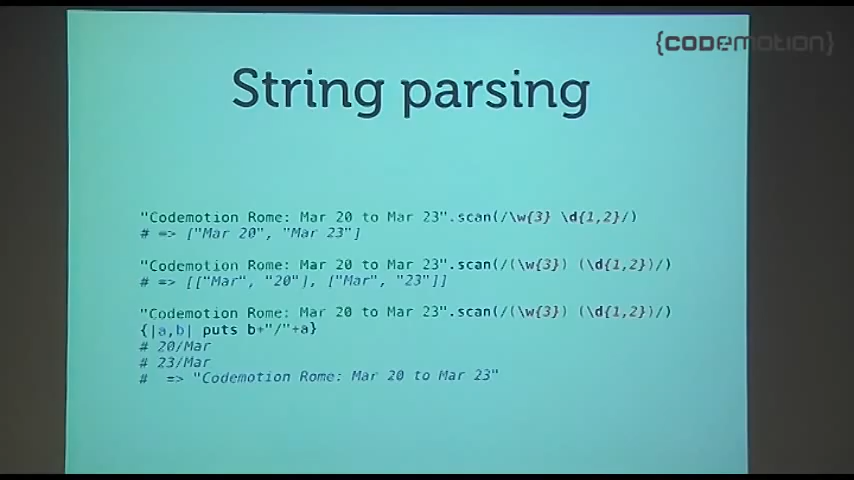 {CODEMOTION}
String parsing
"Codemotion Rome: Mar 20 to Mar 23".scan(/\w{3} \d{1,2}/)
# => ["Mar 20", "Mar 23"]
"Codemotion Rome: Mar 20 to Mar 23".scan(/(\w{3}) (\d{1,2})/)
# => [["Mar", "20"], ["Mar", "23"]]
"Codemotion Rome: Mar 20 to Mar 23".scan(/(\w{3}) (\d{1,2})/)
{|a,b| puts b+"/"+a}
# 20/Mar
# 23/Mar
#  => "Codemotion Rome: Mar 20 to Mar 23"